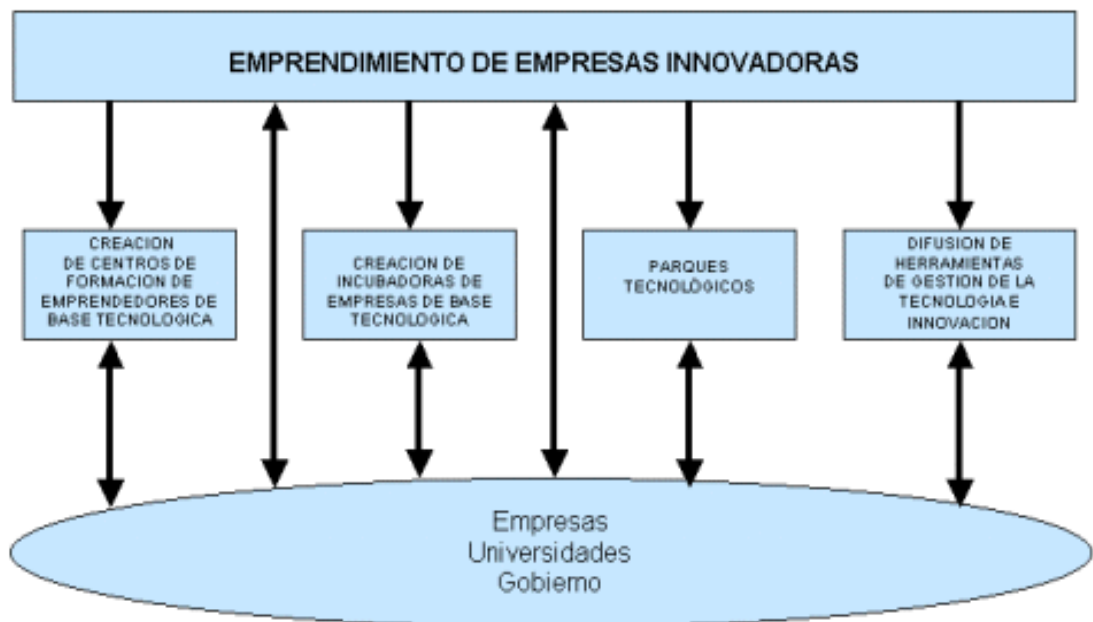 EMPRENDIMIENTO DE EMPRESAS INNOVADORAS
CREACION
DE CENTROS DE
FORMACION DE
EMPRENDEDORES DE
BASE TECNOLOGICA
CREACION DE
INCUBADORAS DE
EMPRESAS DE BASE
TECNOLOGICA
PARQUES
TECNOLÓGICOS
DIFUSION DE
HERRAMIENTAS
DE GESTION DE LA
TECNOLOGIA E
INNOVACION
Empresas
Universidades
Gobierno